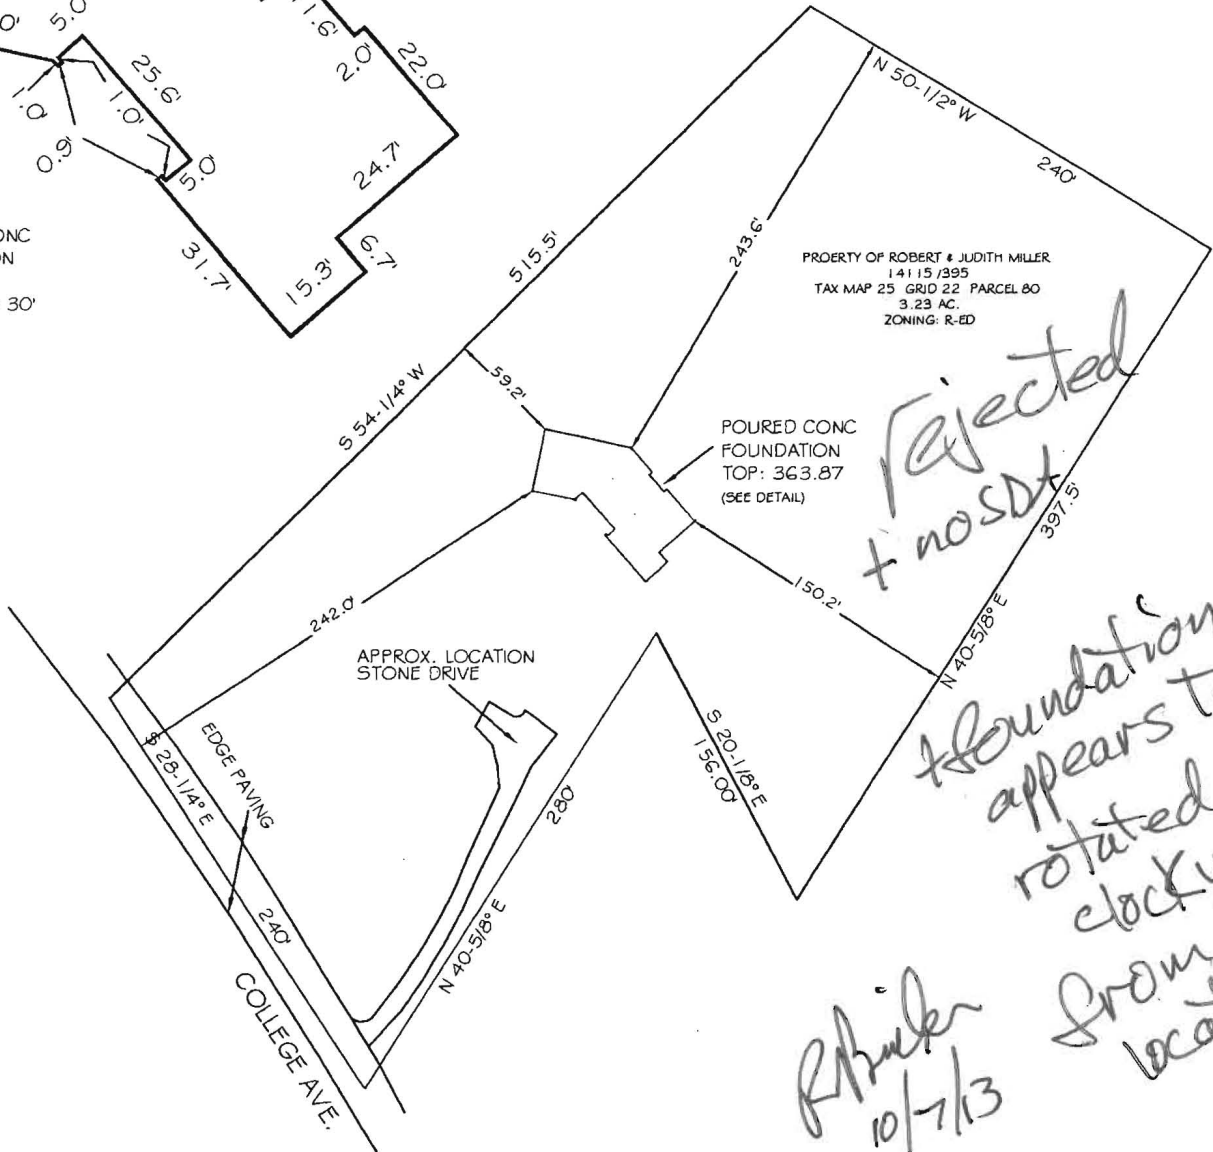 5.0'
0'
25.6'
1.0'
1.0'
0.9'
5.0'
1.6'
2.0'
22.0'
24.7'
6.7'
15.3'
31.7'
30'
N 50-1/2° W
240'
243.6'
515.5'
S 54-1/4° W
59.2'
PROERTY OF ROBERT & JUDITH MILLER
14115/395
TAX MAP 25 GRID 22 PARCEL 80
3.23 AC.
ZONING: R-ED
POURED CONC
FOUNDATION
TOP: 363.87
(SEE DETAIL)
rejected
+ no SDA
397.5'
N 40-5/8° E
150.2'
242.0'
APPROX. LOCATION
STONE DRIVE
S 20-1/8° E
156.00'
280'
N 40-5/8° E
S 28-1/4° E
240'
EDGE PAVING
COLLEGE AVE.
+ foundation
appears
rotated
from
10/7/13